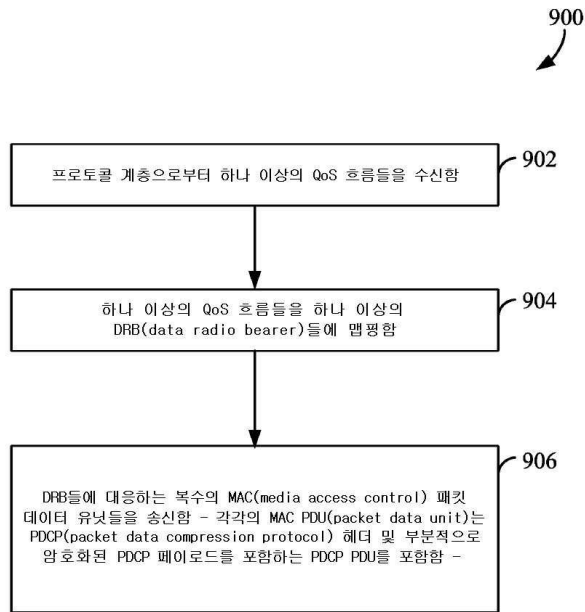 900
프로토콜 계층으로부터 하나 이상의 QoS 흐름들을 수신함
902
하나 이상의 QoS 흐름들을 하나 이상의
DRB(data radio bearer)들에 맵핑함
904
906
DRB들에 대응하는 복수의 MAC(media access control) 패킷
데이터 유닛들을 송신함 - 각각의 MAC PDU(packet data unit)는
PDCP(packet data compression protocol) 헤더 및 부분적으로
암호화된 PDCP 페이로드를 포함하는 PDCP PDU를 포함함 -